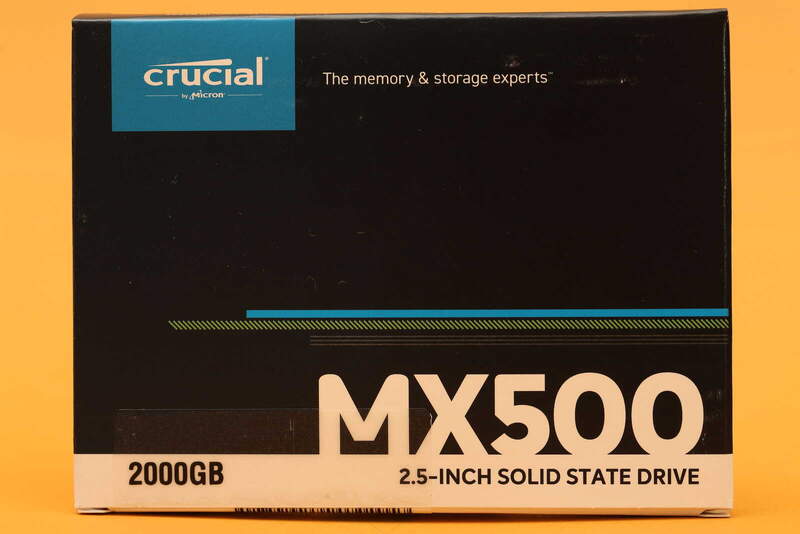 crucial®
by Micron®
The memory & storage experts™
MX500
2000GB
2.5-INCH SOLID STATE DRIVE